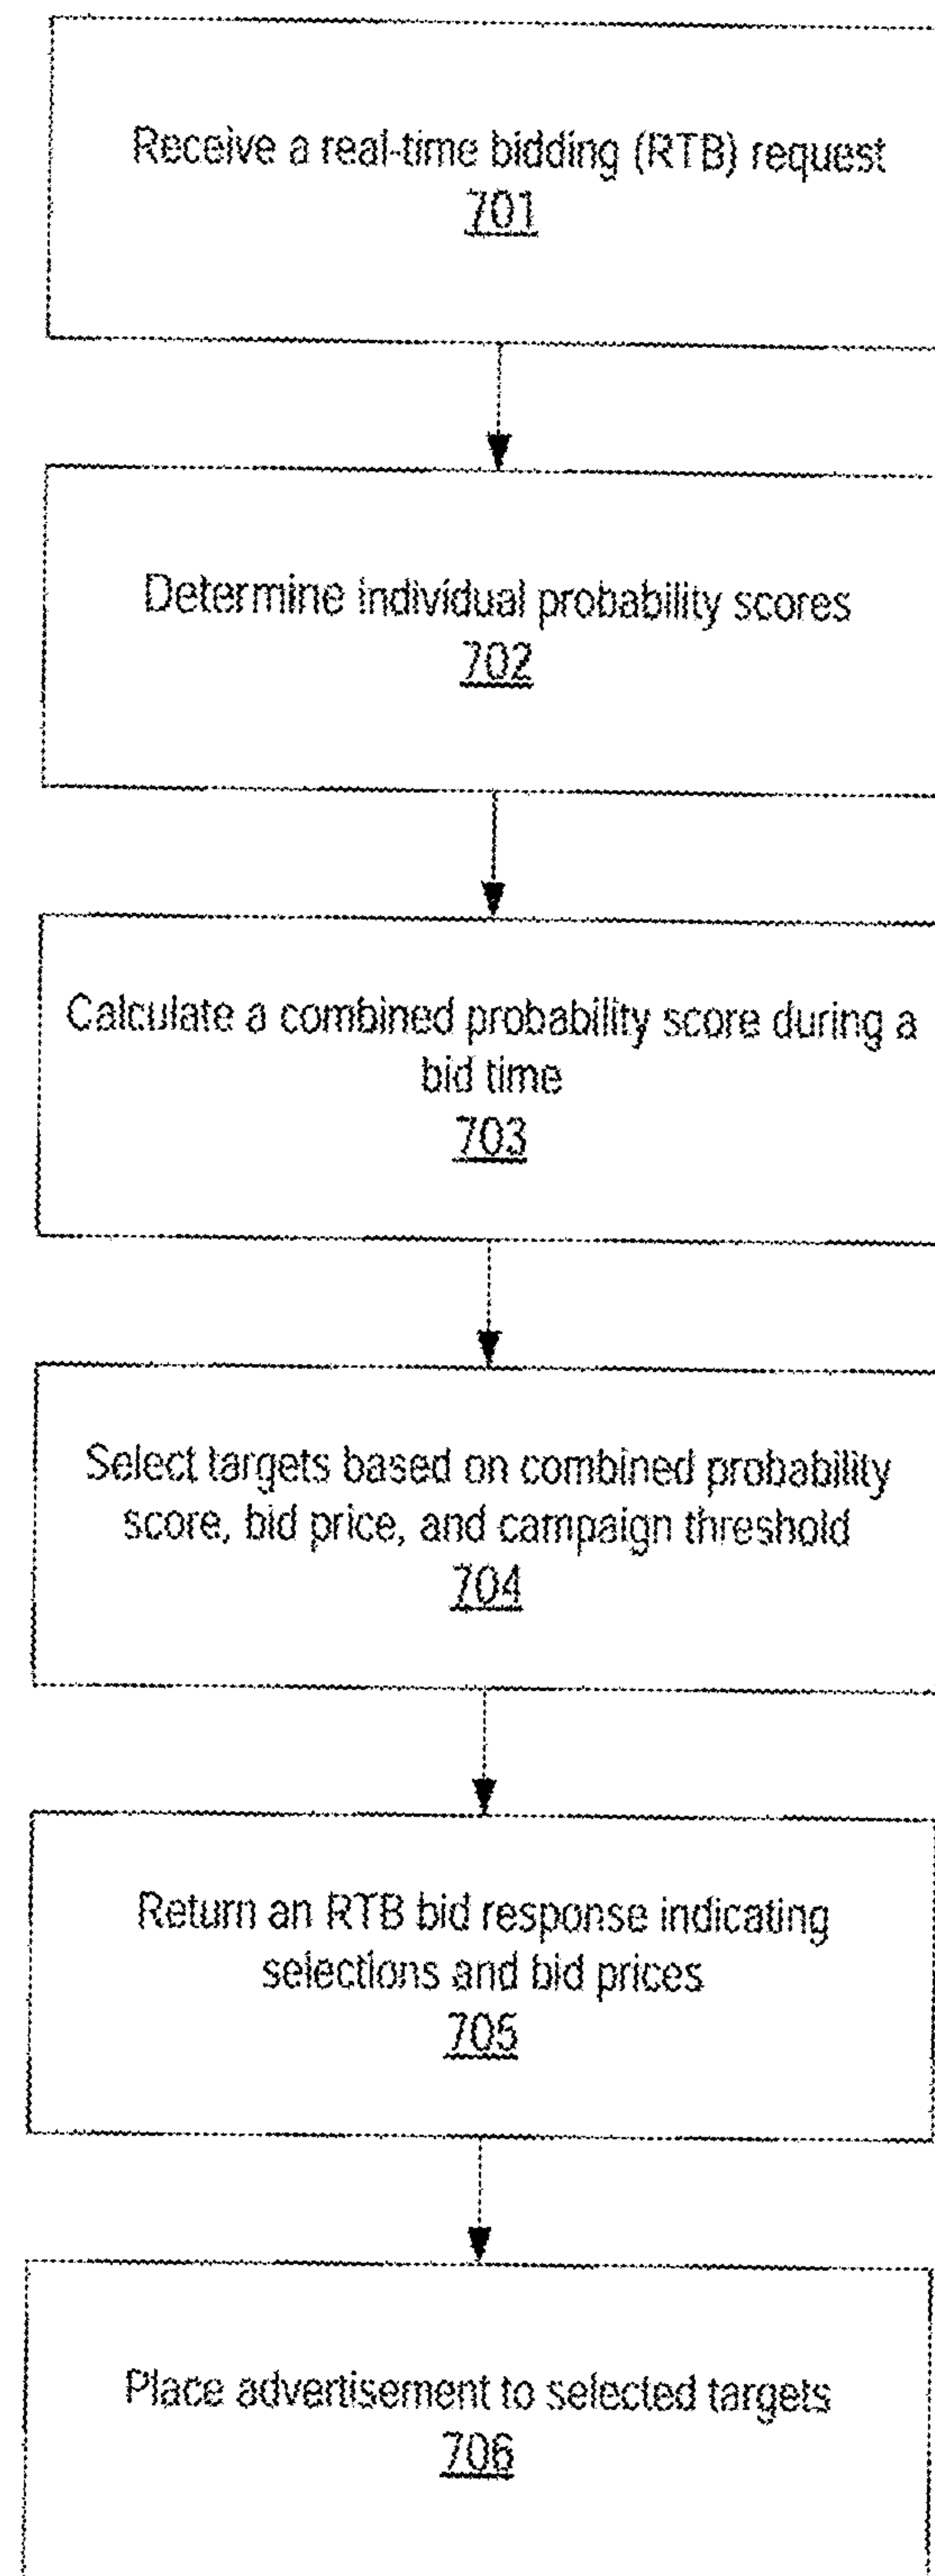 Receive a real-time bidding (RTB) request
701
Determine individual probability scores
702
Calculate a combined probability score during a
bid time
703
Select targets based on combined probability
score, bid price, and campaign threshold
704
Return an RTB bid response indicating
selections and bid prices
705
Place advertisement to selected targets
706